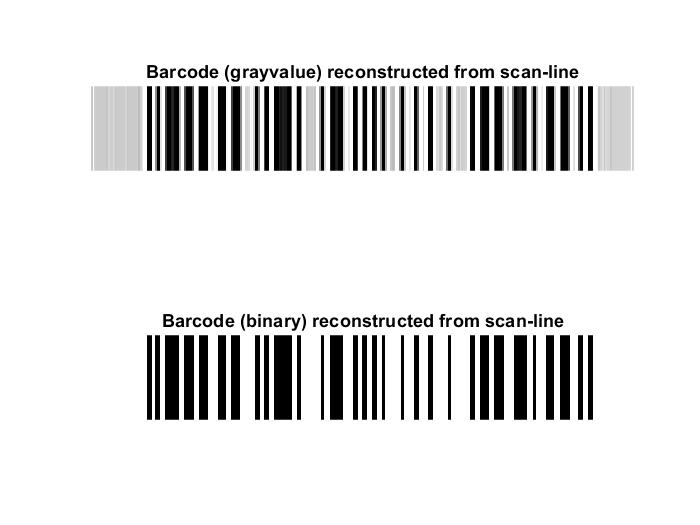 Barcode (grayvalue) reconstructed from scan-line
Barcode (binary) reconstructed from scan-line